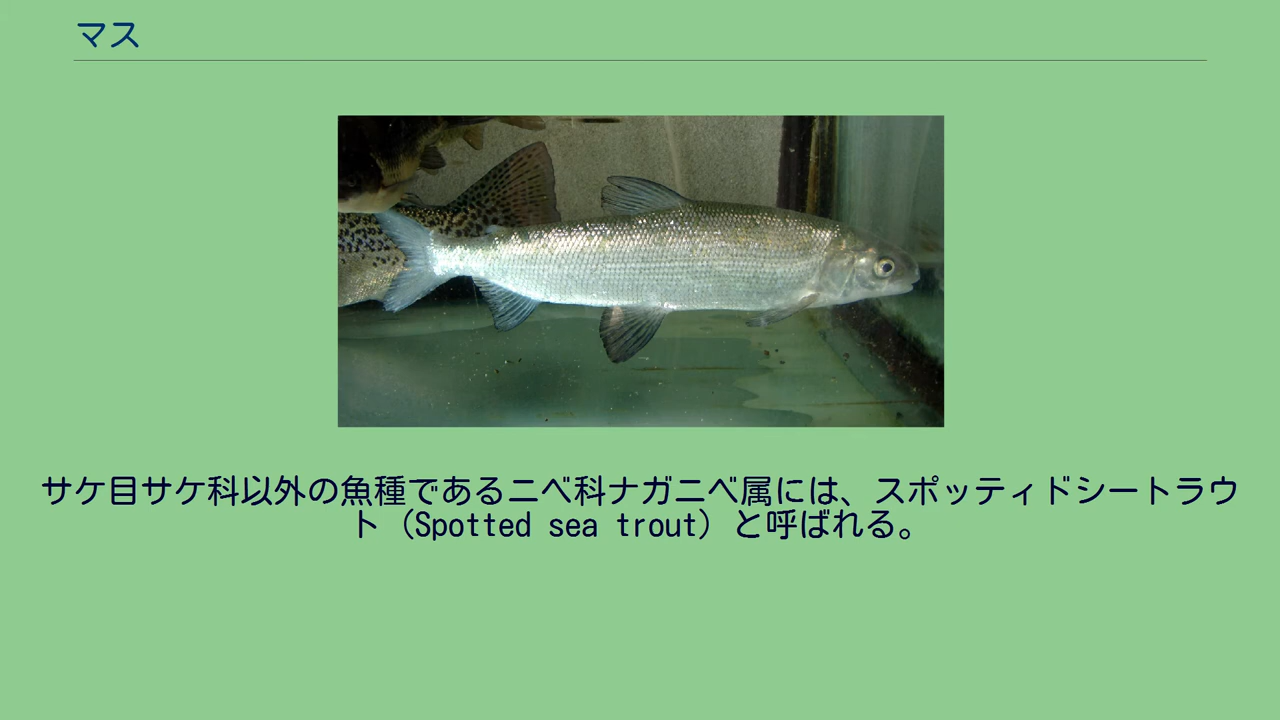 マス
サケ目サケ科以外の魚種であるニベ科ナガニベ属には、スポッティドシートラウ
ト（Spotted sea trout）と呼ばれる。